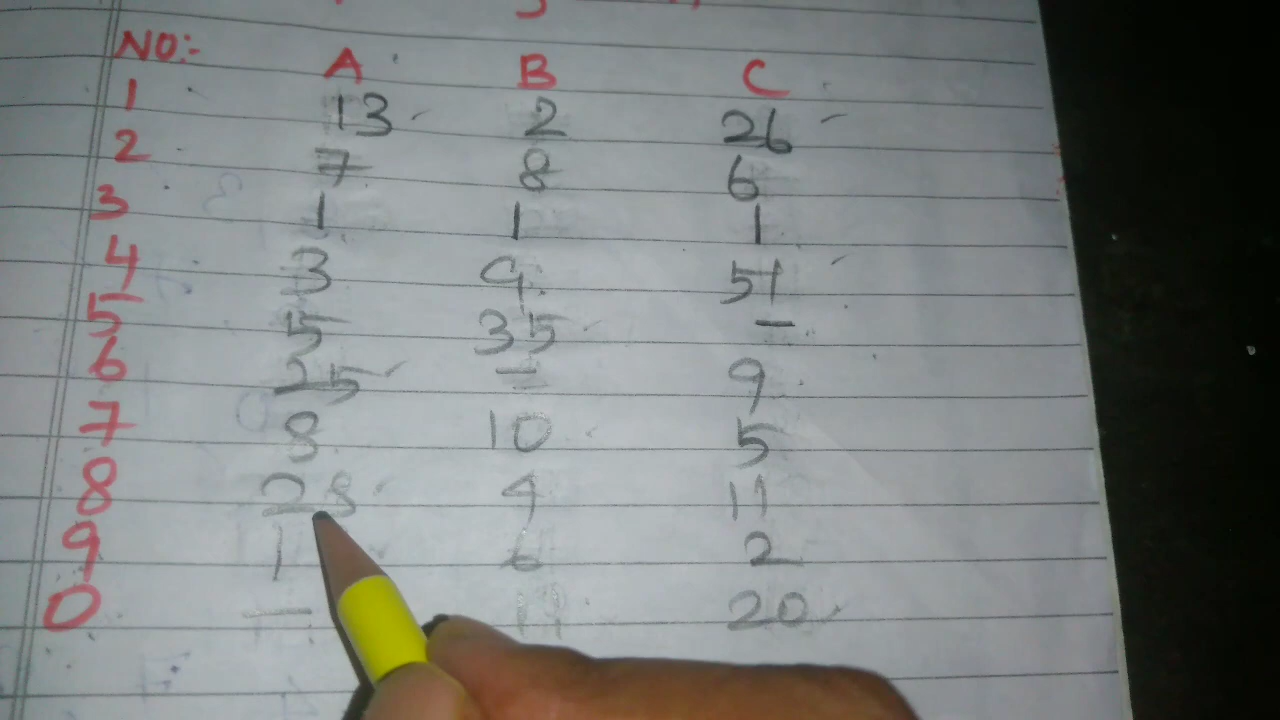 NO:- A B C
1 13 2 26
2 7 8 6
3 1 1 1
4 3 9 51
5 5 35 –
6 25 – 9
7 8 10 5
8 28 4 11
9 1 6 2
0 – 20